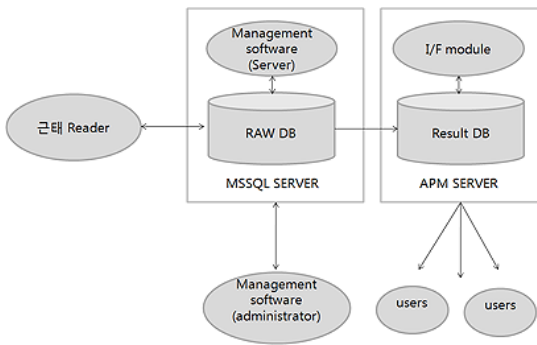 Management
software
(Server)
I/F module
근태 Reader
RAW DB
Result DB
MSSQL SERVER
APM SERVER
Management
software
(administrator)
users
users